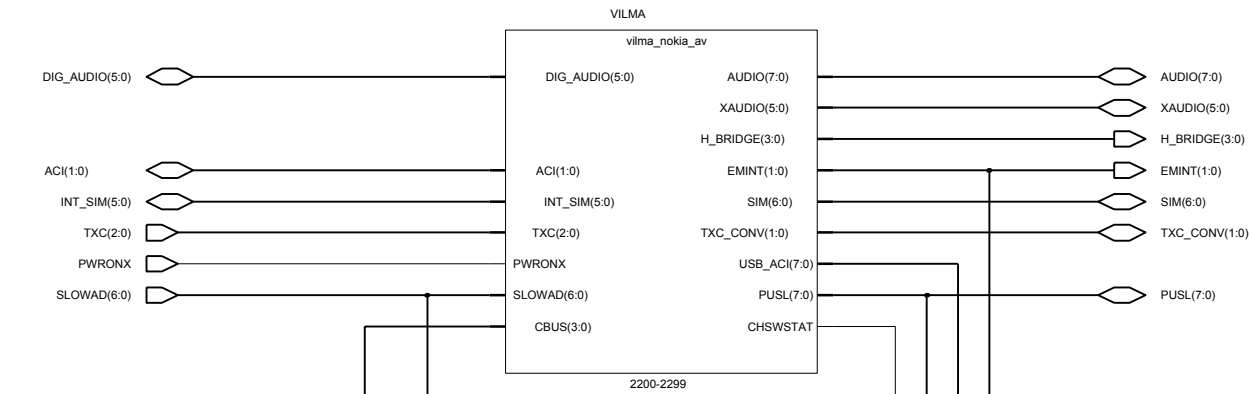 VILMA
vilma_nokia_av
DIG_AUDIO(5:0) DIG_AUDIO(5:0) AUDIO(7:0) AUDIO(7:0)
XAUDIO(5:0) XAUDIO(5:0)
H_BRIDGE(3:0) H_BRIDGE(3:0)
ACI(1:0) ACI(1:0) EMINT(1:0) EMINT(1:0)
INT_SIM(5:0) INT_SIM(5:0) SIM(6:0) SIM(6:0)
TXC(2:0) TXC(2:0) TXC_CONV(1:0) TXC_CONV(1:0)
PWRONX PWRONX USB_ACI(7:0)
SLOWAD(6:0) SLOWAD(6:0) PUSL(7:0) PUSL(7:0)
CBUS(3:0) CHSWSTAT
2200-2299